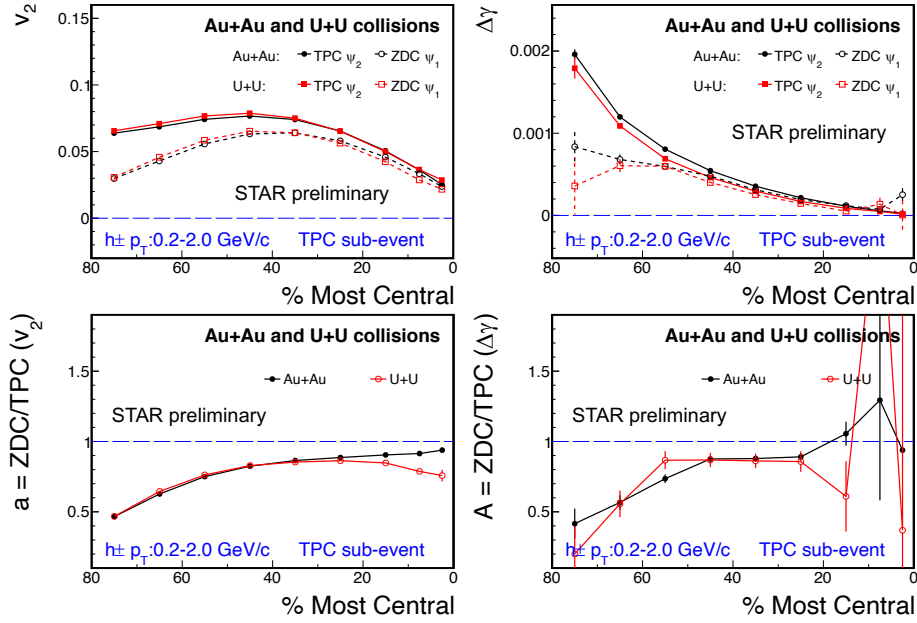 v₂
0.15
0.1
0.05
0
Au+Au and U+U collisions
Au+Au: TPC ψ₂ ZDC ψ₁
U+U: TPC ψ₂ ZDC ψ₁
STAR preliminary
h± p_T:0.2-2.0 GeV/c TPC sub-event
80 60 40 20 0
% Most Central
Δγ
0.002
0.001
0
Au+Au and U+U collisions
Au+Au: TPC ψ₂ ZDC ψ₁
U+U: TPC ψ₂ ZDC ψ₁
STAR preliminary
h± p_T:0.2-2.0 GeV/c TPC sub-event
80 60 40 20 0
% Most Central
a = ZDC/TPC (v₂)
1.5
1
0.5
Au+Au and U+U collisions
Au+Au U+U
STAR preliminary
h± p_T:0.2-2.0 GeV/c TPC sub-event
80 60 40 20 0
% Most Central
A = ZDC/TPC (Δγ)
1.5
1
0.5
Au+Au and U+U collisions
Au+Au U+U
STAR preliminary
h± p_T:0.2-2.0 GeV/c TPC sub-event
80 60 40 20 0
% Most Central